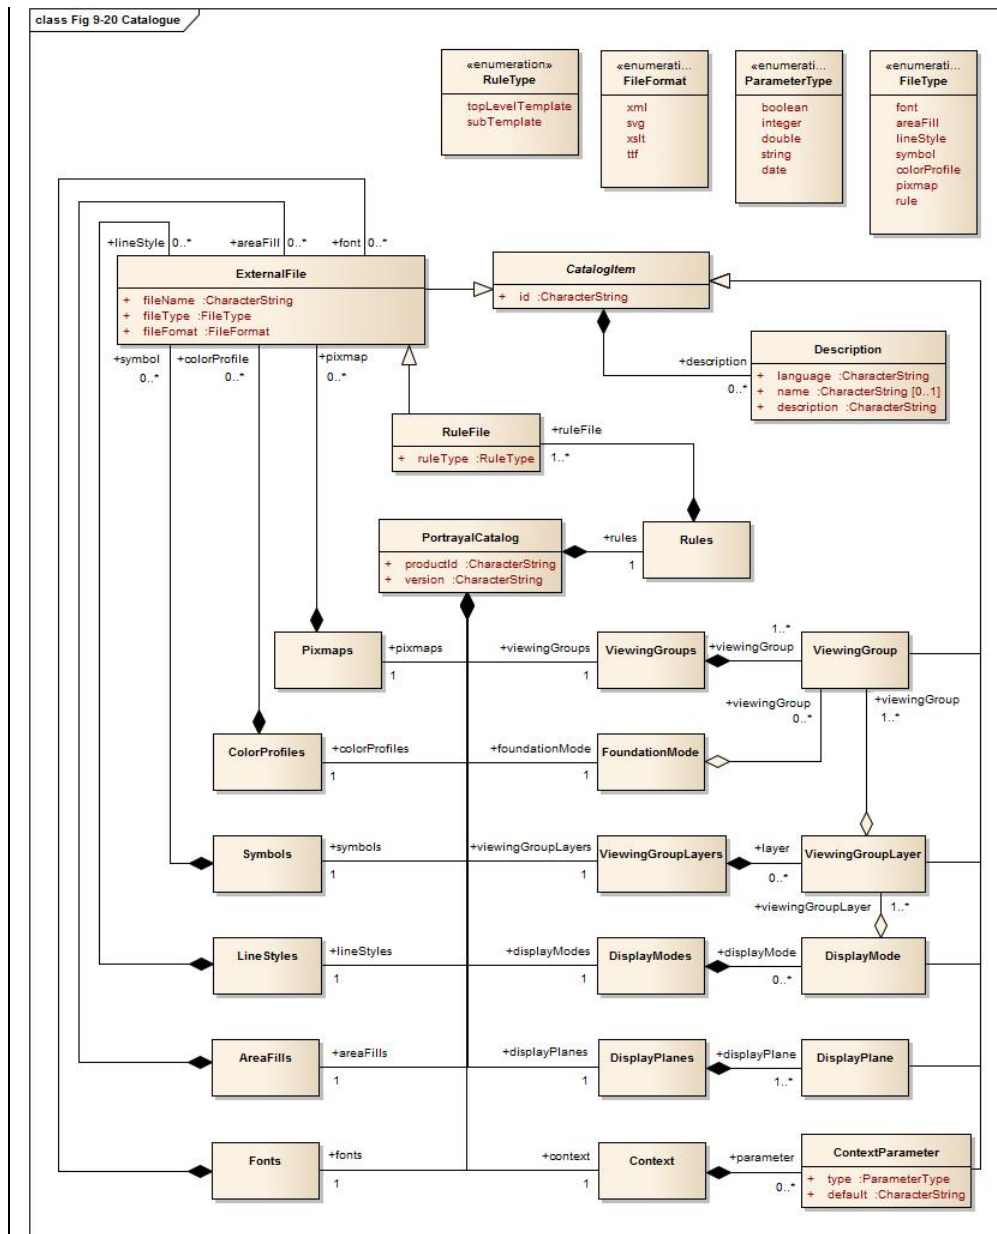 class Fig 9-20 Catalogue
«enumeration»
RuleType
topLevelTemplate
subTemplate
«enumerati...
FileFormat
xml
svg
xslt
ttf
«enumerati...
ParameterType
boolean
integer
double
string
date
«enumerati...
FileType
font
areaFill
lineStyle
symbol
colorProfile
pixmap
rule
+lineStyle 0..*
+areaFill 0..*
+font 0..*
ExternalFile
+ fileName :CharacterString
+ fileType :FileType
+ fileFomat :FileFormat
CatalogItem
+ id :CharacterString
+symbol
0..*
+colorProfile
0..*
+pixmap
0..*
+description
0..*
Description
+ language :CharacterString
+ name :CharacterString [0..1]
+ description :CharacterString
RuleFile
+ ruleType :RuleType
+ruleFile
1..*
PortrayalCatalog
+ productId :CharacterString
+ version :CharacterString
+rules
1
Rules
Pixmaps
+pixmaps
1
+viewingGroups
1
ViewingGroups
1..*
+viewingGroup
ViewingGroup
+viewingGroup
0..*
+viewingGroup
1..*
ColorProfiles
+colorProfiles
1
+foundationMode
1
FoundationMode
Symbols
+symbols
1
+viewingGroupLayers
1
ViewingGroupLayers
+layer
0..*
ViewingGroupLayer
+viewingGroupLayer 1..*
LineStyles
+lineStyles
1
+displayModes
1
DisplayModes
+displayMode
0..*
DisplayMode
AreaFills
+areaFills
1
+displayPlanes
1
DisplayPlanes
+displayPlane
1..*
DisplayPlane
Fonts
+fonts
1
+context
1
Context
+parameter
0..*
ContextParameter
+ type :ParameterType
+ default :CharacterString